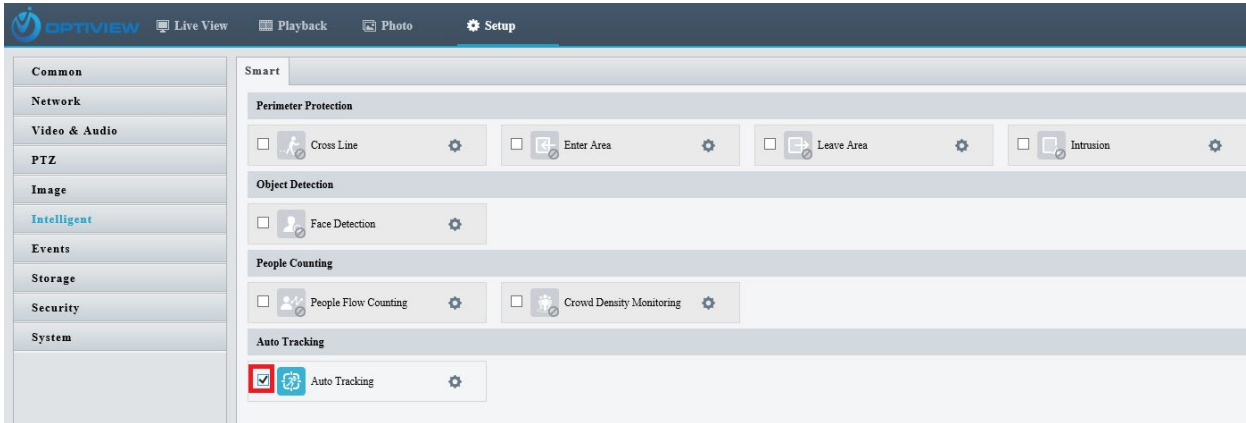 OPTIVIEW Live View Playback Photo Setup
Common
Network
Video & Audio
PTZ
Image
Intelligent
Events
Storage
Security
System
Smart
Perimeter Protection
Cross Line Enter Area Leave Area Intrusion
Object Detection
Face Detection
People Counting
People Flow Counting Crowd Density Monitoring
Auto Tracking
Auto Tracking